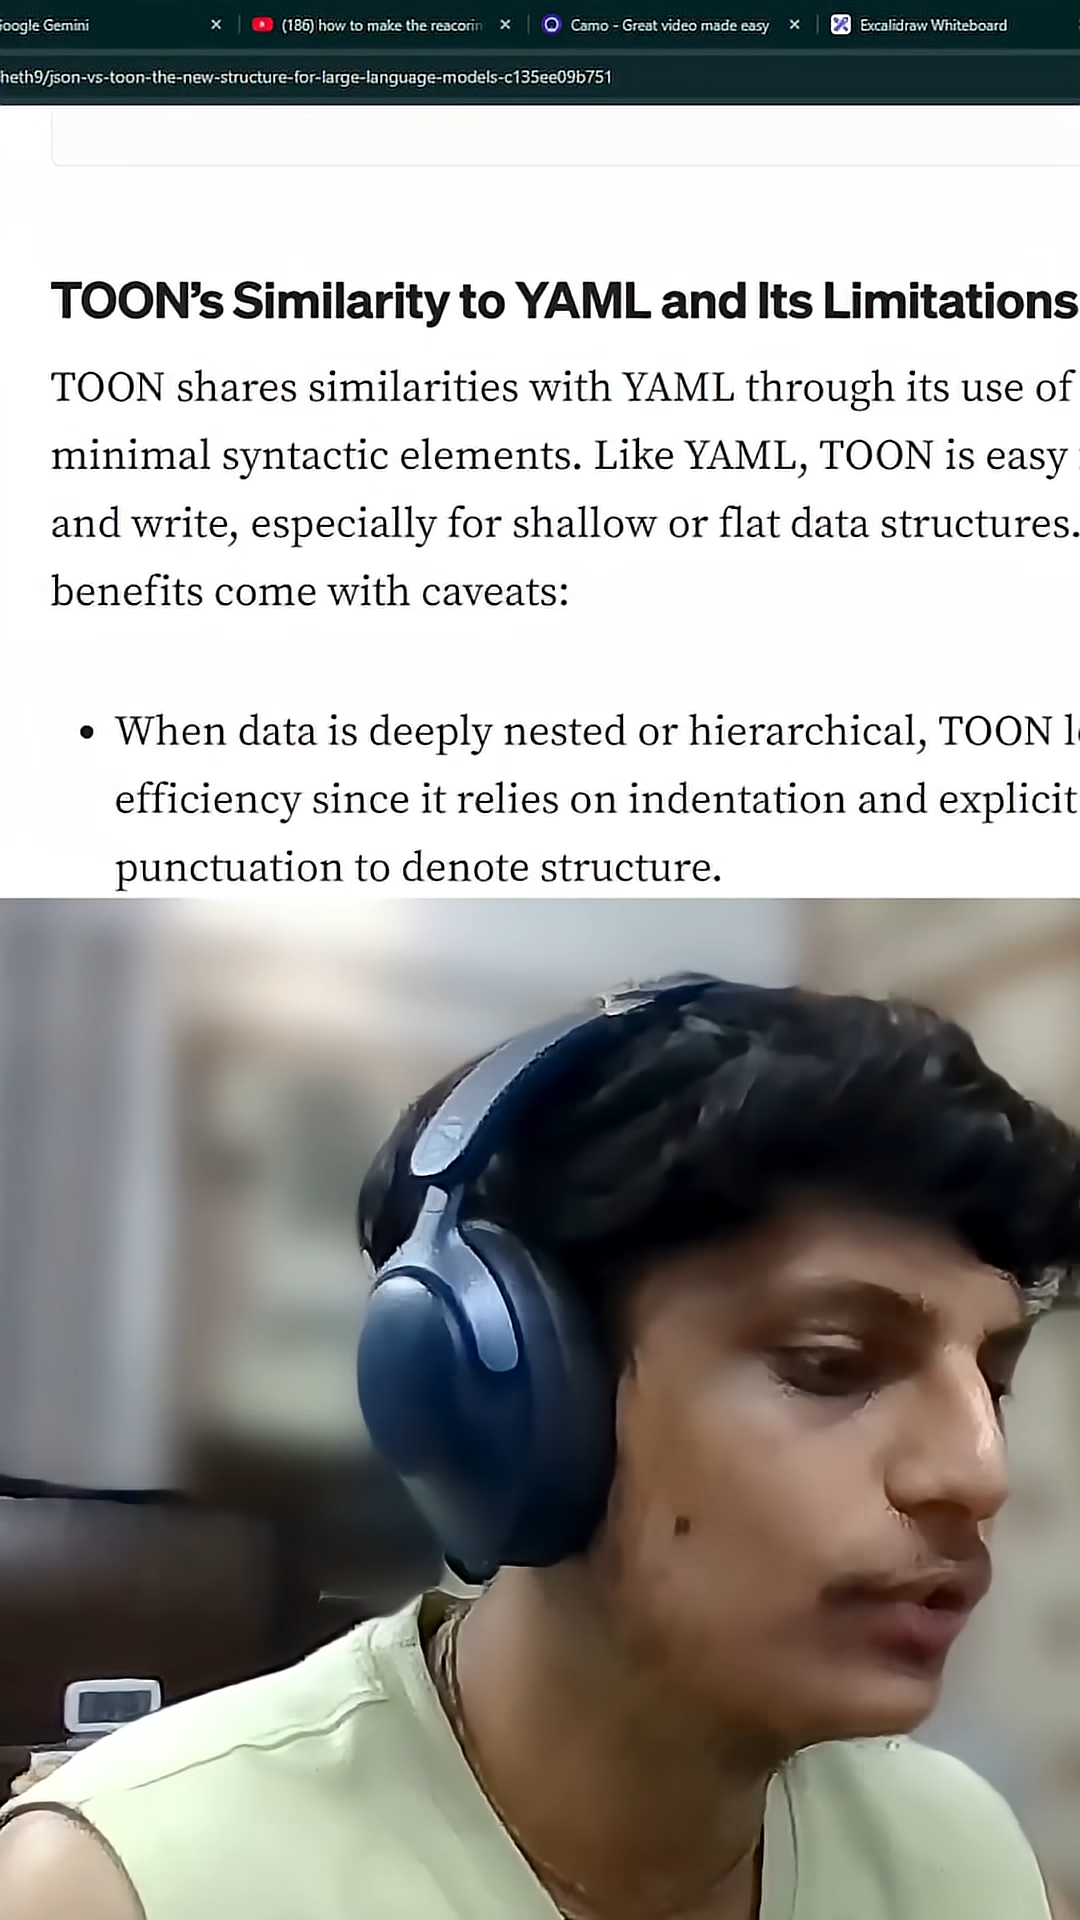 oogle Gemini
(186) how to make the
Camo - Great video made easy
Excalidraw Whiteboard
heth9/json-vs-toon-the-new-structure-for-large-language-models-c135ee09b751
TOON’s Similarity to YAML and Its Limitations
TOON shares similarities with YAML through its use of
minimal syntactic elements. Like YAML, TOON is easy
and write, especially for shallow or flat data structures.
benefits come with caveats:
• When data is deeply nested or hierarchical, TOON
efficiency since it relies on indentation and explicit
punctuation to denote structure.